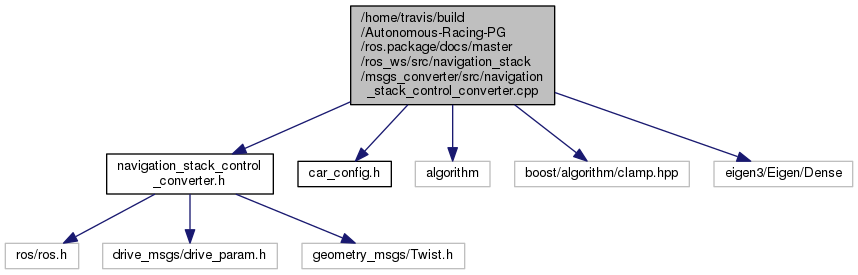 /home/travis/build
/Autonomous-Racing-PG
/ros.package/docs/master
/ros_ws/src/navigation_stack
/msgs_converter/src/navigation
_stack_control_converter.cpp
navigation_stack_control
_converter.h
car_config.h
algorithm
boost/algorithm/clamp.hpp
eigen3/Eigen/Dense
ros/ros.h
drive_msgs/drive_param.h
geometry_msgs/Twist.h